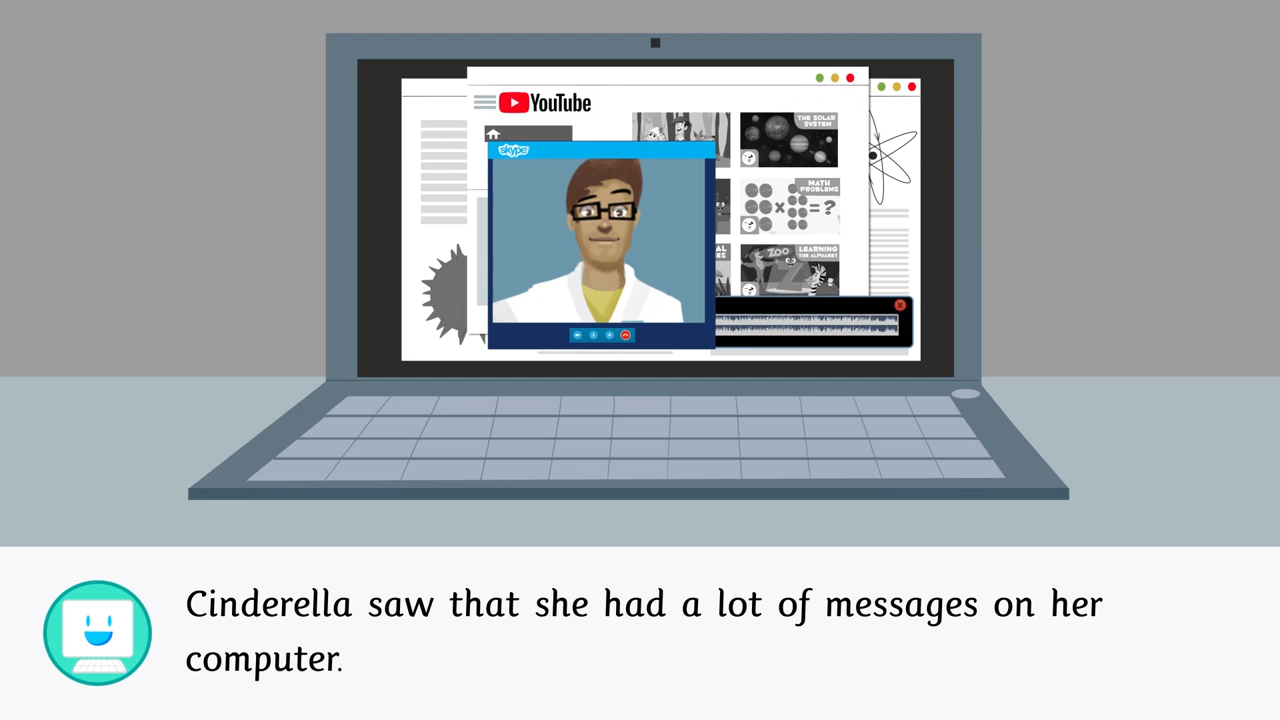 YouTube
THE SOLAR
SYSTEM
skype
MATH
PROBLEMS
= ?
LEARNING
THE ALPHABET
ZOO
Cinderella saw that she had a lot of messages on her
computer.